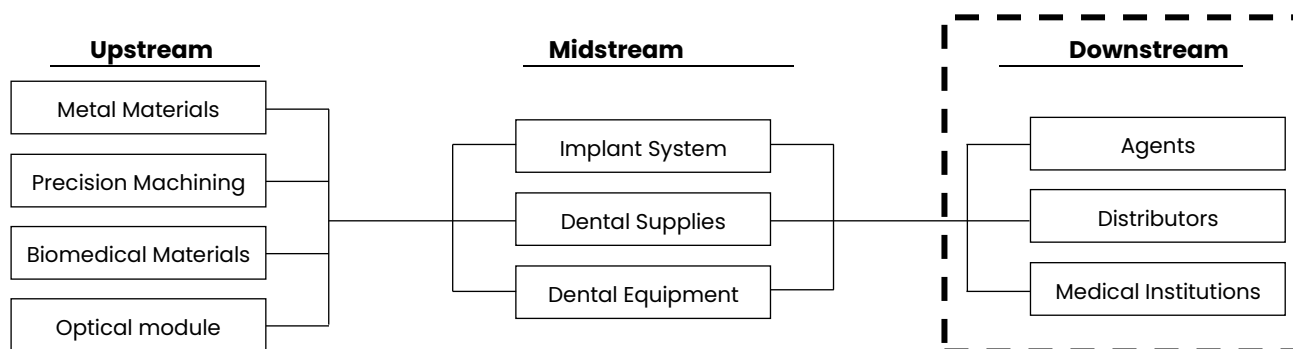 Upstream
Metal Materials
Precision Machining
Biomedical Materials
Optical module
Midstream
Implant System
Dental Supplies
Dental Equipment
Downstream
Agents
Distributors
Medical Institutions